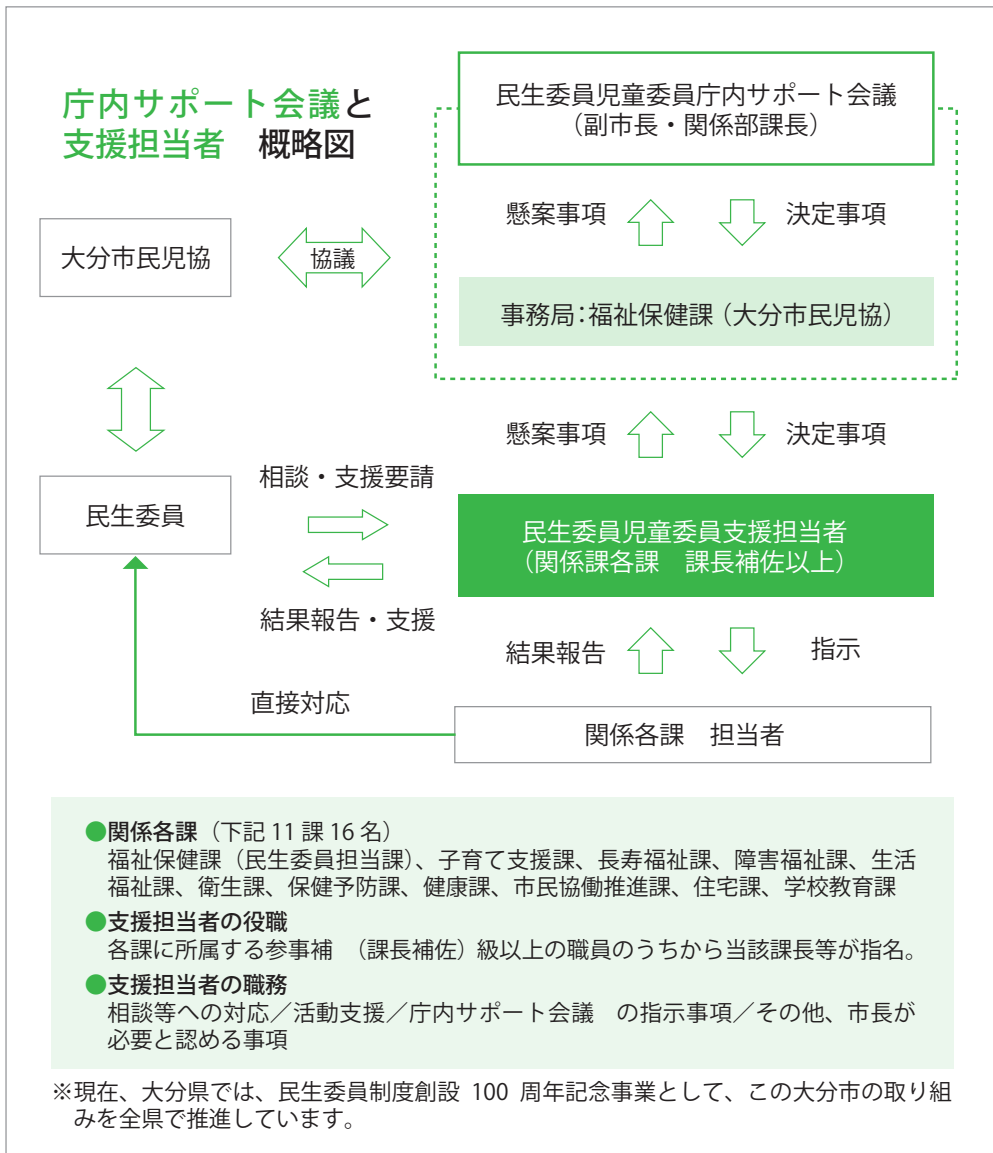 庁内サポート会議と
支援担当者　概略図
民生委員児童委員庁内サポート会議
（副市長・関係部課長）
懸案事項
決定事項
大分市民児協
協議
事務局：福祉保健課（大分市民児協）
懸案事項
決定事項
相談・支援要請
民生委員
民生委員児童委員支援担当者
（関係課各課　課長補佐以上）
結果報告・支援
結果報告
指示
直接対応
関係各課　担当者
●関係各課（下記 11 課 16 名）
福祉保健課（民生委員担当課）、子育て支援課、長寿福祉課、障害福祉課、生活
福祉課、衛生課、保健予防課、健康課、市民協働推進課、住宅課、学校教育課
●支援担当者の役職
各課に所属する参事補　（課長補佐）級以上の職員のうちから当該課長等が指名。
●支援担当者の職務
相談等への対応／活動支援／庁内サポート会議　の指示事項／その他、市長が
必要と認める事項
※現在、大分県では、民生委員制度創設 100 周年記念事業として、この大分市の取り組
みを全県で推進しています。